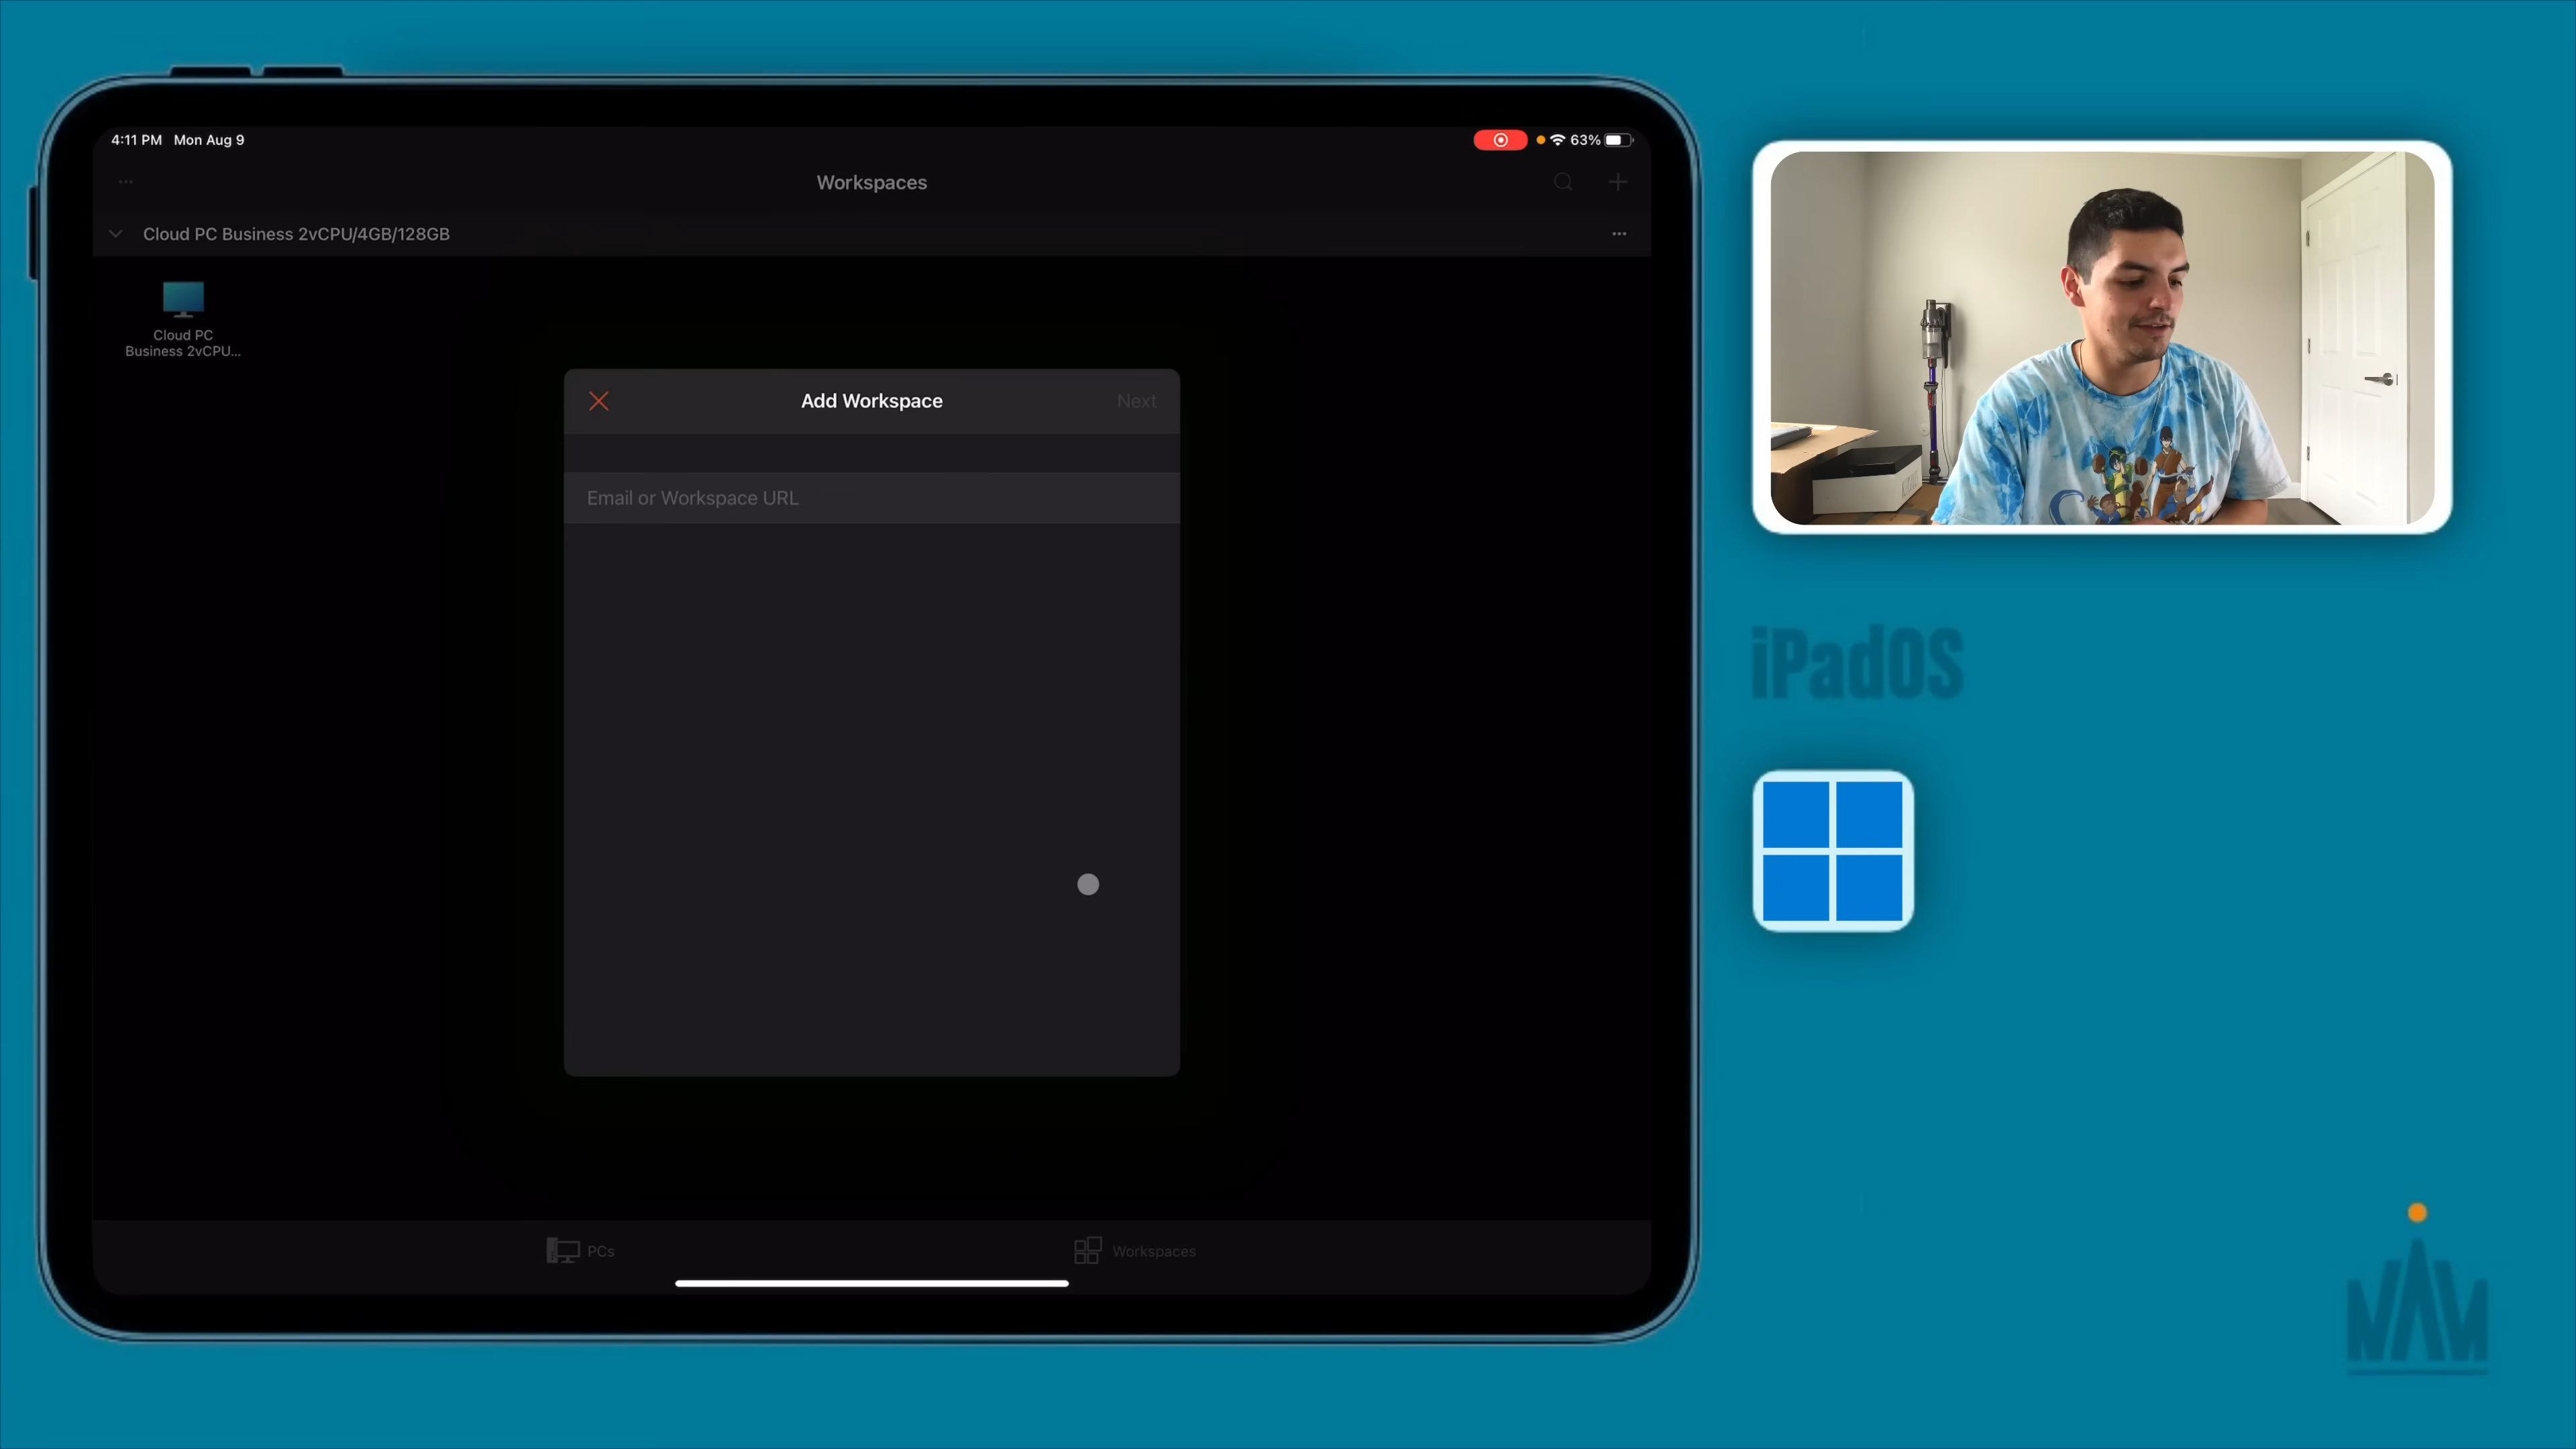 4:11 PM Mon Aug 9
63%
Workspaces
Cloud PC Business 2vCPU/4GB/128GB
Cloud PC
Business 2vCPU...
Add Workspace
Next
Email or Workspace URL
PCs
Workspaces
iPadOS